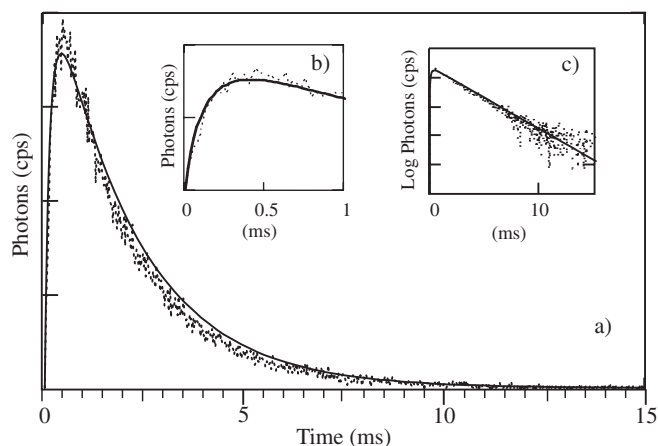 b)
Photons (cps)
0
0.5
1
(ms)
c)
Log Photons (cps)
0
10
(ms)
Photons (cps)
a)
0
5
10
15
Time (ms)